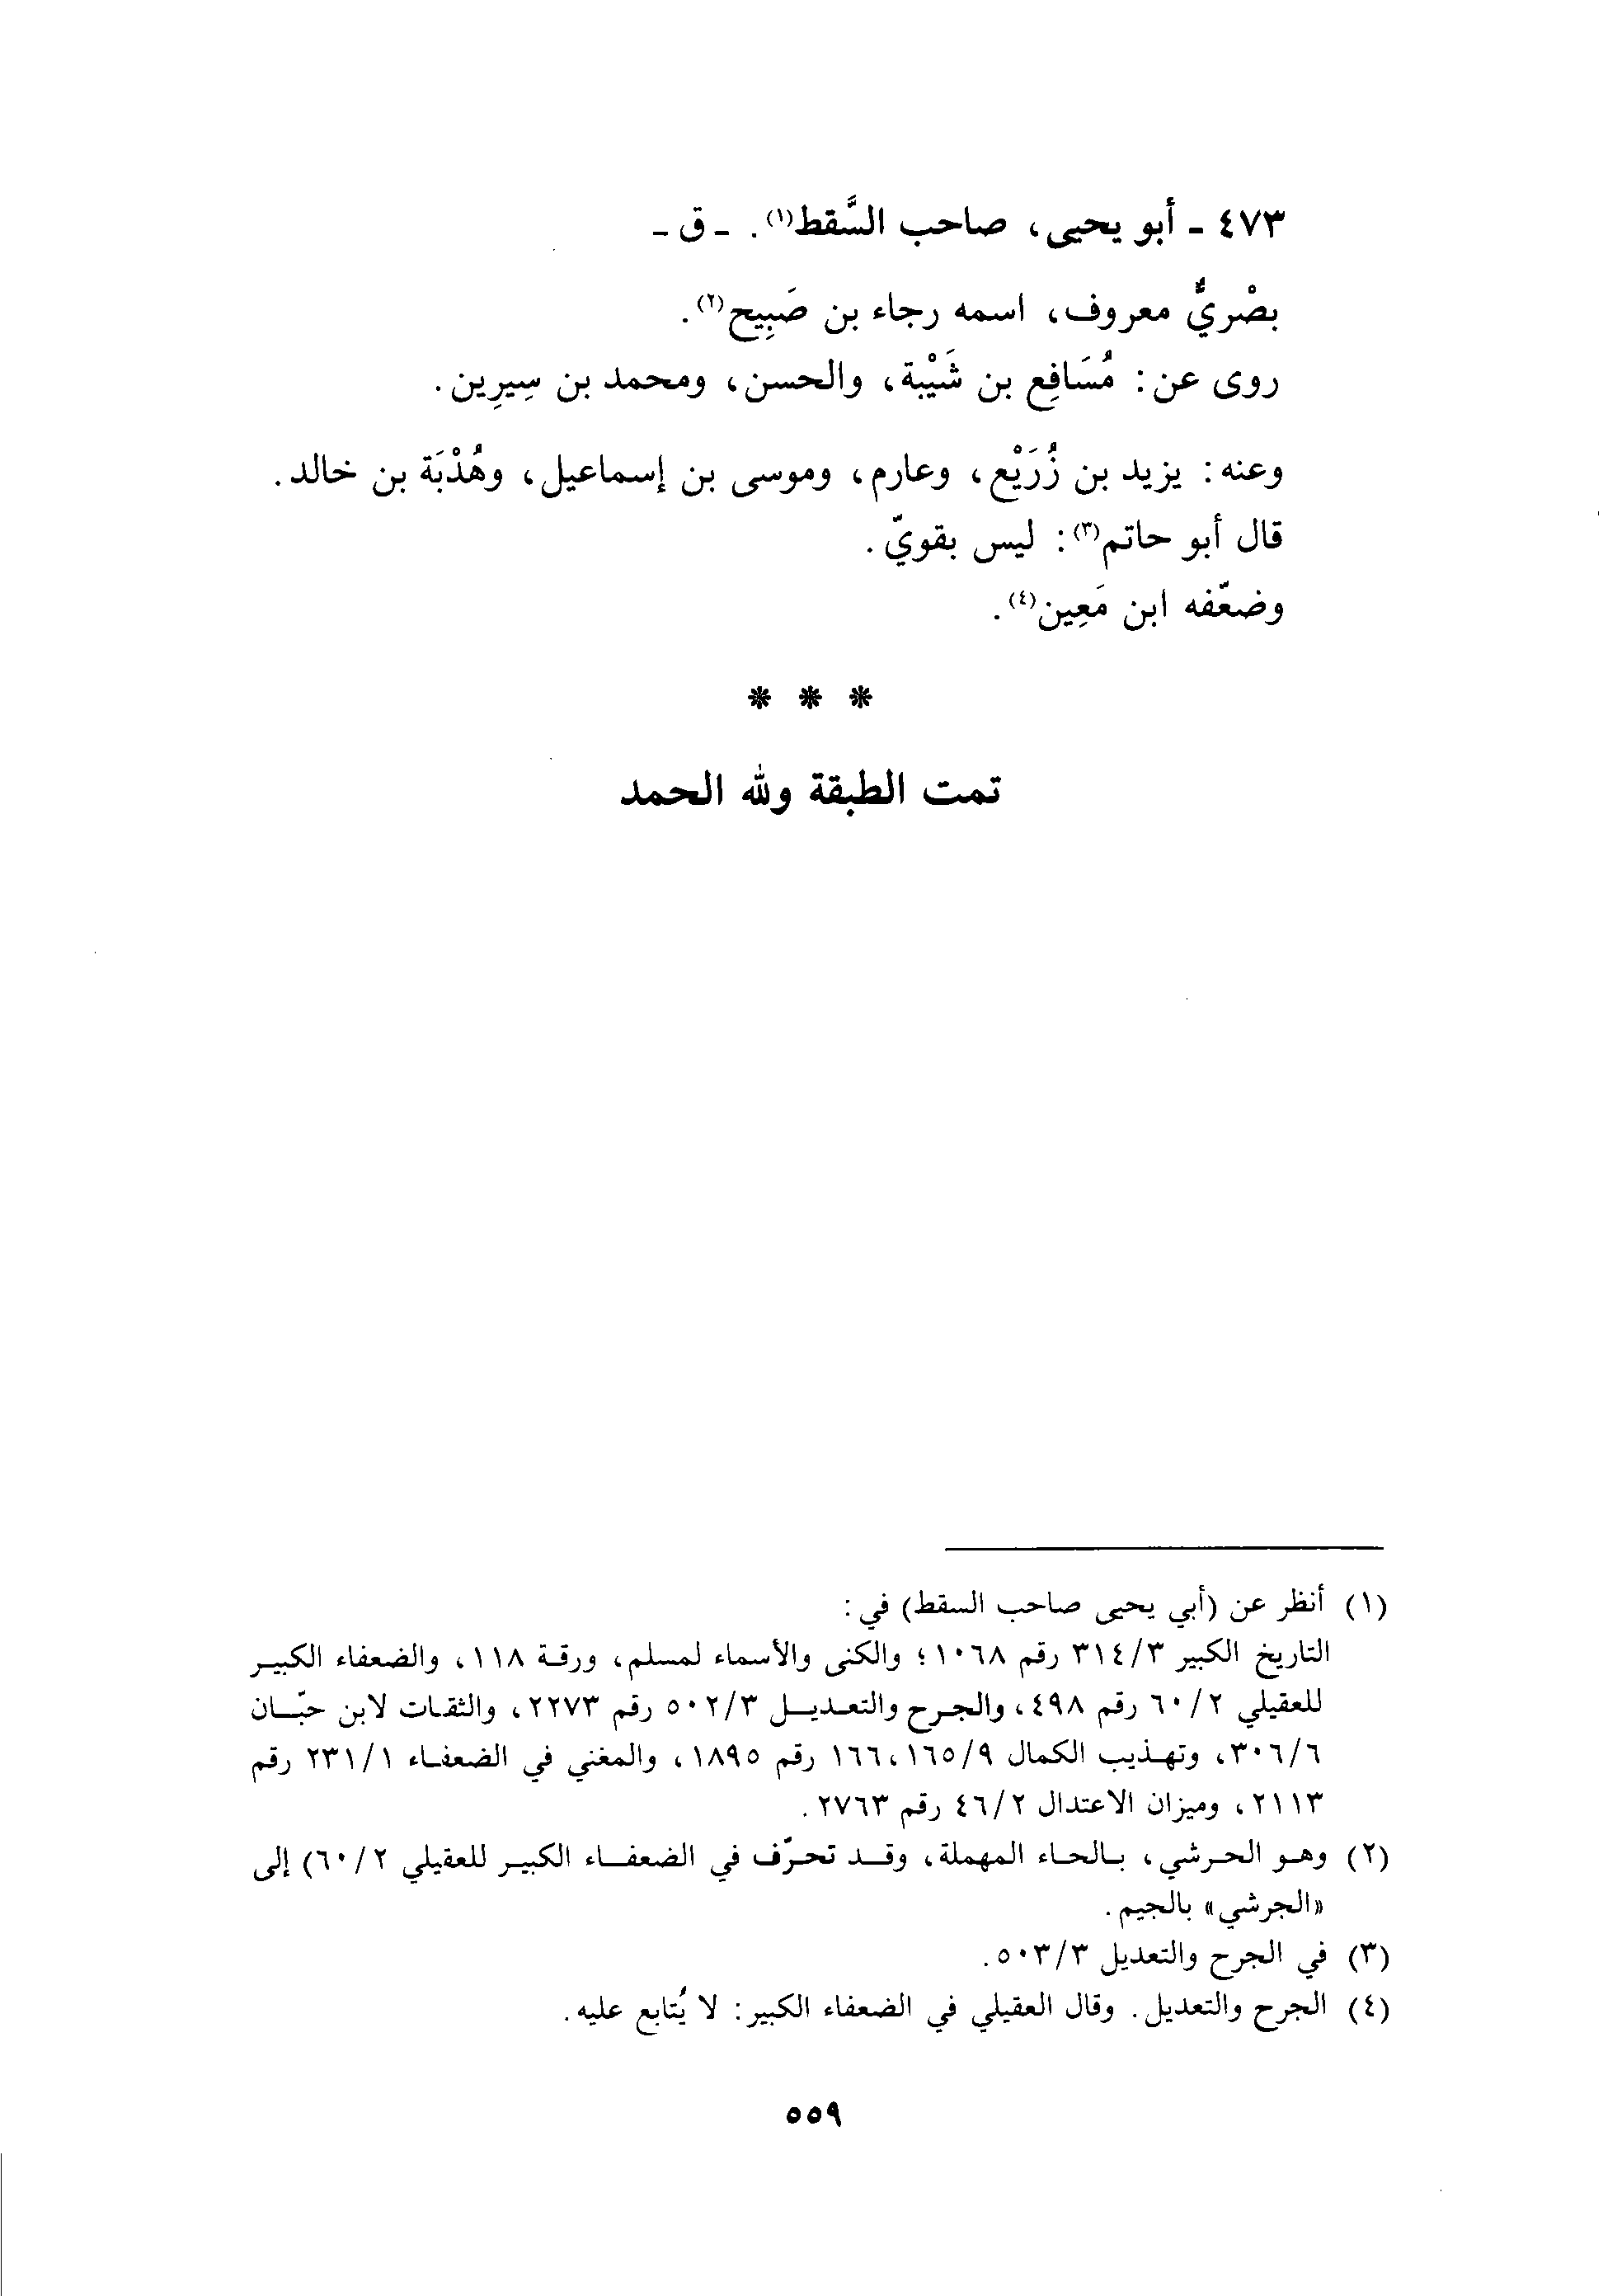 ٤٧٣ - أبو يحيى، صاحب السَّقط(١). - ق -
بصْريٌّ معروف، اسمه رجاء بن صَبِيح(٢).
روى عن: مُسَافِع بن شَيْبة، والحسن، ومحمد بن سِيرِين.
وعنه: يزيد بن زُرَيْع، وعارم، وموسى بن إسماعيل، وهُدْبَة بن خالد.
قال أبو حاتم(٣): ليس بقويّ.
وضعّفه ابن مَعِين(٤).
* * *
تمت الطبقة ولله الحمد
(١) أنظر عن (أبي يحيى صاحب السقط) في:
التاريخ الكبير ٣١٤/٣ رقم ١٠٦٨؛ والكنى والأسماء لمسلم، ورقة ١١٨، والضعفاء الكبير
للعقيلي ٦٠/٢ رقم ٤٩٨، والجرح والتعديل ٥٠٢/٣ رقم ٢٢٧٣، والثقات لابن حبّان
٣٠٦/٦، وتهذيب الكمال ١٦٥/٩، ١٦٦ رقم ١٨٩٥، والمغني في الضعفاء ٢٣١/١ رقم
٢١١٣، وميزان الاعتدال ٤٦/٢ رقم ٢٧٦٣.
(٢) وهو الحرشي، بالحاء المهملة، وقد تحرّف في الضعفاء الكبير للعقيلي ٦٠/٢) إلى
«الجرشي» بالجيم.
(٣) في الجرح والتعديل ٥٠٣/٣.
(٤) الجرح والتعديل. وقال العقيلي في الضعفاء الكبير: لا يُتابع عليه.
٥٥٩